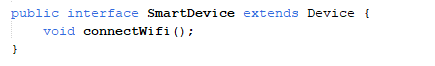 public interface SmartDevice extends Device {
    void connectWifi();
}